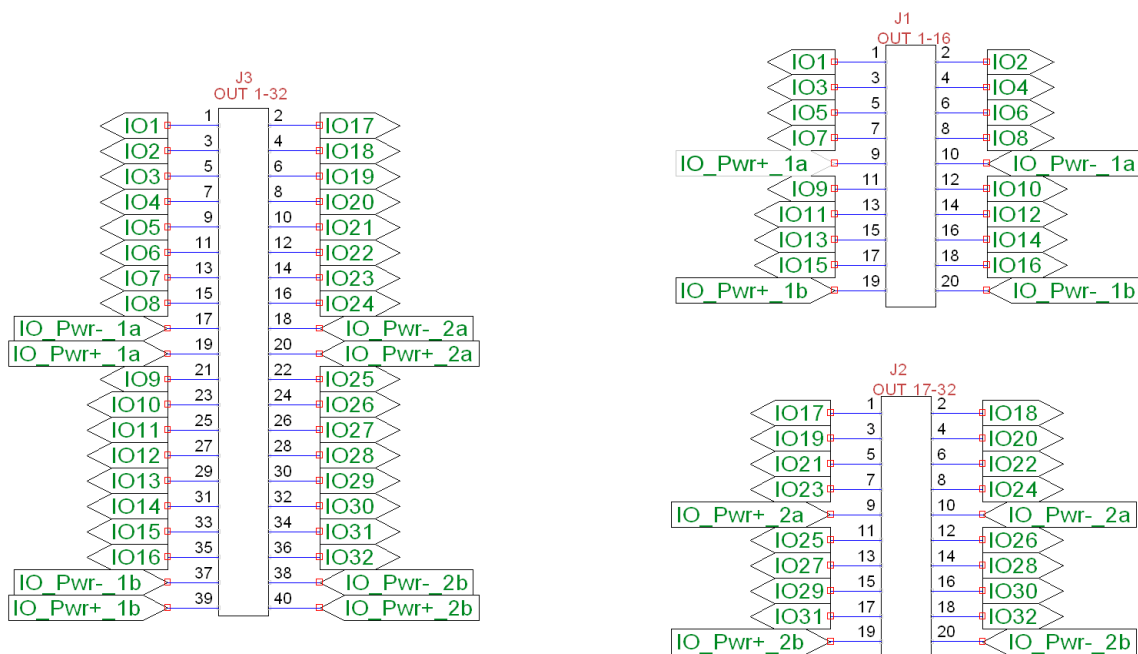 J3
OUT 1-32
IO1 1 2 IO17
IO2 3 4 IO18
IO3 5 6 IO19
IO4 7 8 IO20
IO5 9 10 IO21
IO6 11 12 IO22
IO7 13 14 IO23
IO8 15 16 IO24
IO_Pwr-_1a 17 18 IO_Pwr-_2a
IO_Pwr+_1a 19 20 IO_Pwr+_2a
IO9 21 22 IO25
IO10 23 24 IO26
IO11 25 26 IO27
IO12 27 28 IO28
IO13 29 30 IO29
IO14 31 32 IO30
IO15 33 34 IO31
IO16 35 36 IO32
IO_Pwr-_1b 37 38 IO_Pwr-_2b
IO_Pwr+_1b 39 40 IO_Pwr+_2b
J1
OUT 1-16
IO1 1 2 IO2
IO3 3 4 IO4
IO5 5 6 IO6
IO7 7 8 IO8
IO_Pwr+_1a 9 10 IO_Pwr-_1a
IO9 11 12 IO10
IO11 13 14 IO12
IO13 15 16 IO14
IO15 17 18 IO16
IO_Pwr+_1b 19 20 IO_Pwr-_1b
J2
OUT 17-32
IO17 1 2 IO18
IO19 3 4 IO20
IO21 5 6 IO22
IO23 7 8 IO24
IO_Pwr+_2a 9 10 IO_Pwr-_2a
IO25 11 12 IO26
IO27 13 14 IO28
IO29 15 16 IO30
IO31 17 18 IO32
IO_Pwr+_2b 19 20 IO_Pwr-_2b